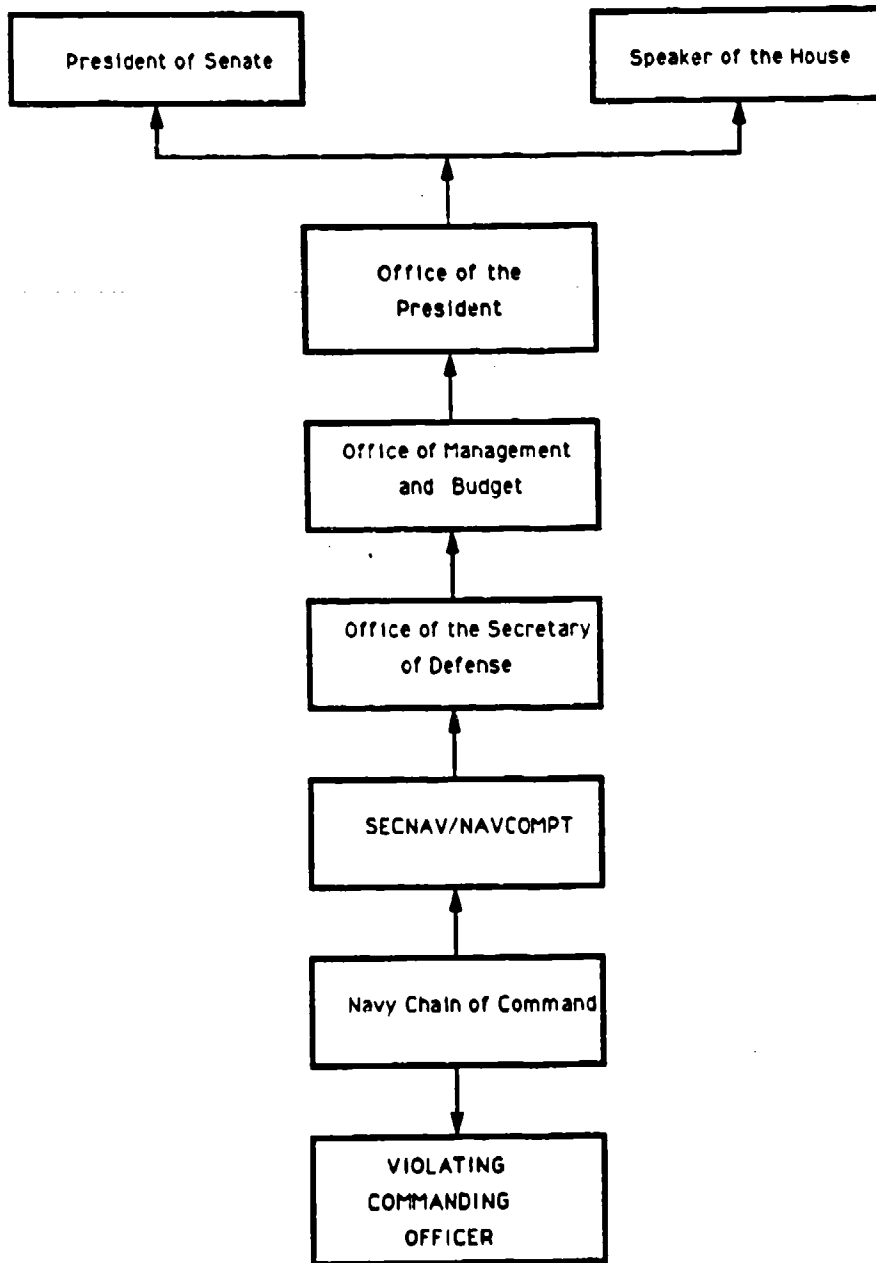 President of Senate
Speaker of the House
Office of the
President
Office of Management
and Budget
Office of the Secretary
of Defense
SECNAV/NAVCOMPT
Navy Chain of Command
VIOLATING
COMMANDING
OFFICER